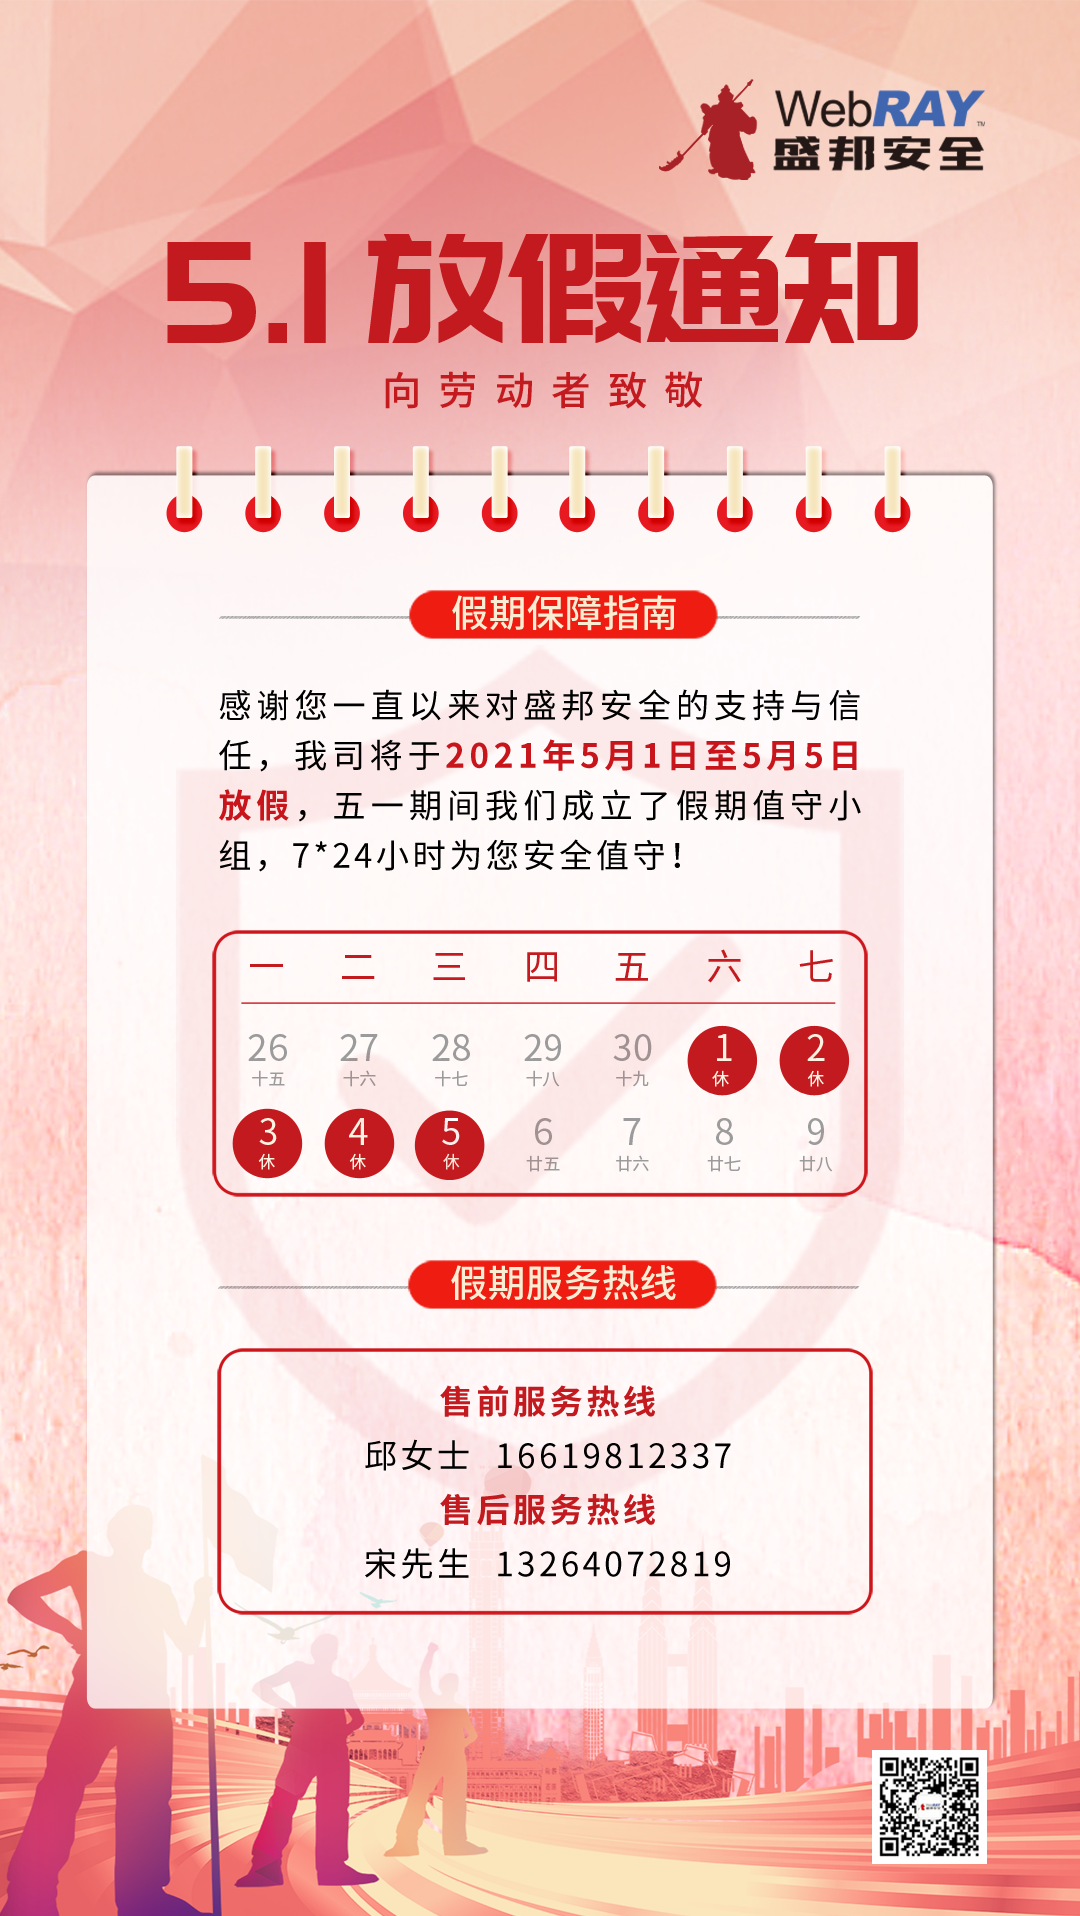 WebRAY™
盛邦安全
5.1放假通知
向劳动者致敬
假期保障指南
感谢您一直以来对盛邦安全的支持与信
任，我司将于2021年5月1日至5月5日
放假，五一期间我们成立了假期值守小
组，7*24小时为您安全值守！
一 二 三 四 五 六 七
26 27 28 29 30 1 2
十五 十六 十七 十八 十九 休 休
3 4 5 6 7 8 9
休 休 休 廿五 廿六 廿七 廿八
假期服务热线
售前服务热线
邱女士 16619812337
售后服务热线
宋先生 13264072819